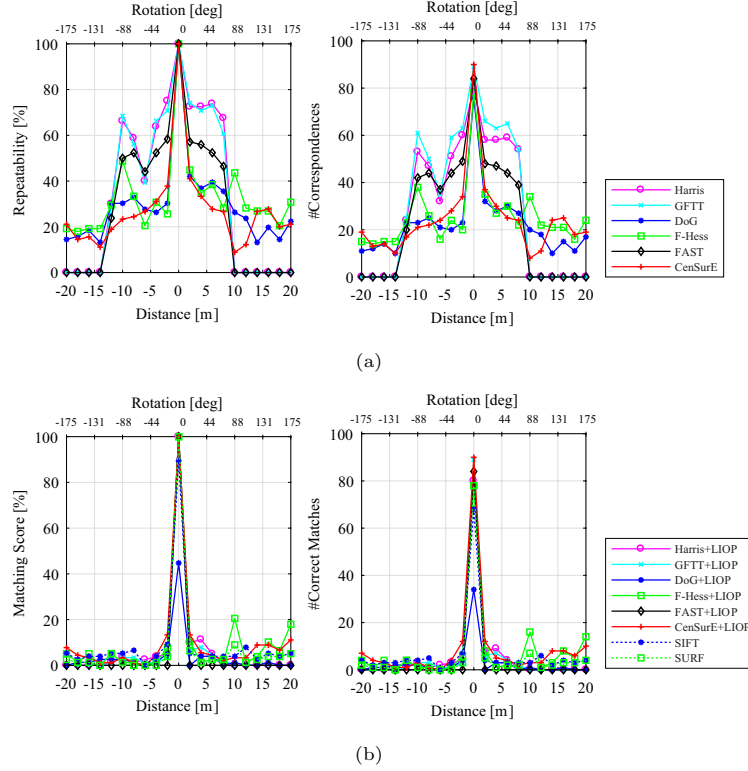 Rotation [deg]
-175 -131 -88 -44 0 44 88 131 175
100
80
60
40
20
0
Repeatability [%]
-20 -15 -10 -5 0 5 10 15 20
Distance [m]
Rotation [deg]
-175 -131 -88 -44 0 44 88 131 175
100
80
60
40
20
0
#Correspondences
-20 -15 -10 -5 0 5 10 15 20
Distance [m]
Harris
GFTT
DoG
F-Hess
FAST
CenSurE
(a)
Rotation [deg]
-175 -131 -88 -44 0 44 88 131 175
100
80
60
40
20
0
Matching Score [%]
-20 -15 -10 -5 0 5 10 15 20
Distance [m]
Rotation [deg]
-175 -131 -88 -44 0 44 88 131 175
100
80
60
40
20
0
#Correct Matches
-20 -15 -10 -5 0 5 10 15 20
Distance [m]
Harris+LIOP
GFTT+LIOP
DoG+LIOP
F-Hess+LIOP
FAST+LIOP
CenSurE+LIOP
SIFT
SURF
(b)